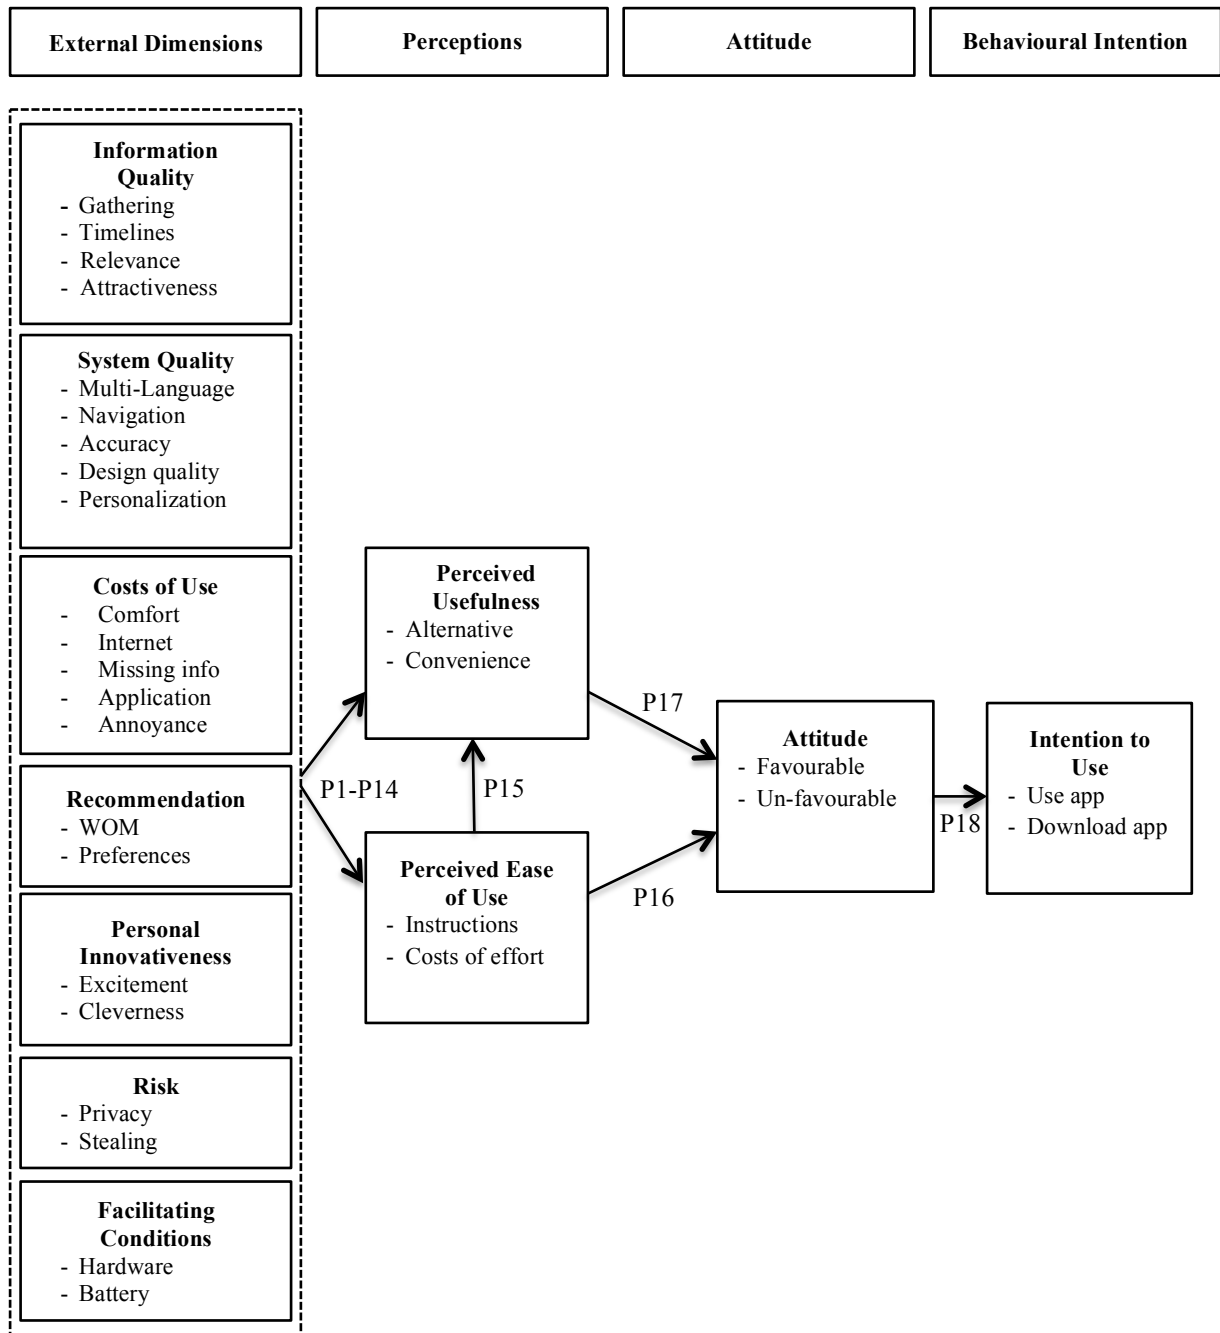 External Dimensions
Perceptions
Attitude
Behavioural Intention
Information
Quality
- Gathering
- Timelines
- Relevance
- Attractiveness
System Quality
- Multi-Language
- Navigation
- Accuracy
- Design quality
- Personalization
Costs of Use
- Comfort
- Internet
- Missing info
- Application
- Annoyance
Recommendation
- WOM
- Preferences
Personal
Innovativeness
- Excitement
- Cleverness
Risk
- Privacy
- Stealing
Facilitating
Conditions
- Hardware
- Battery
P1-P14
Perceived
Usefulness
- Alternative
- Convenience
P15
Perceived Ease
of Use
- Instructions
- Costs of effort
P17
P16
Attitude
- Favourable
- Un-favourable
P18
Intention to
Use
- Use app
- Download app